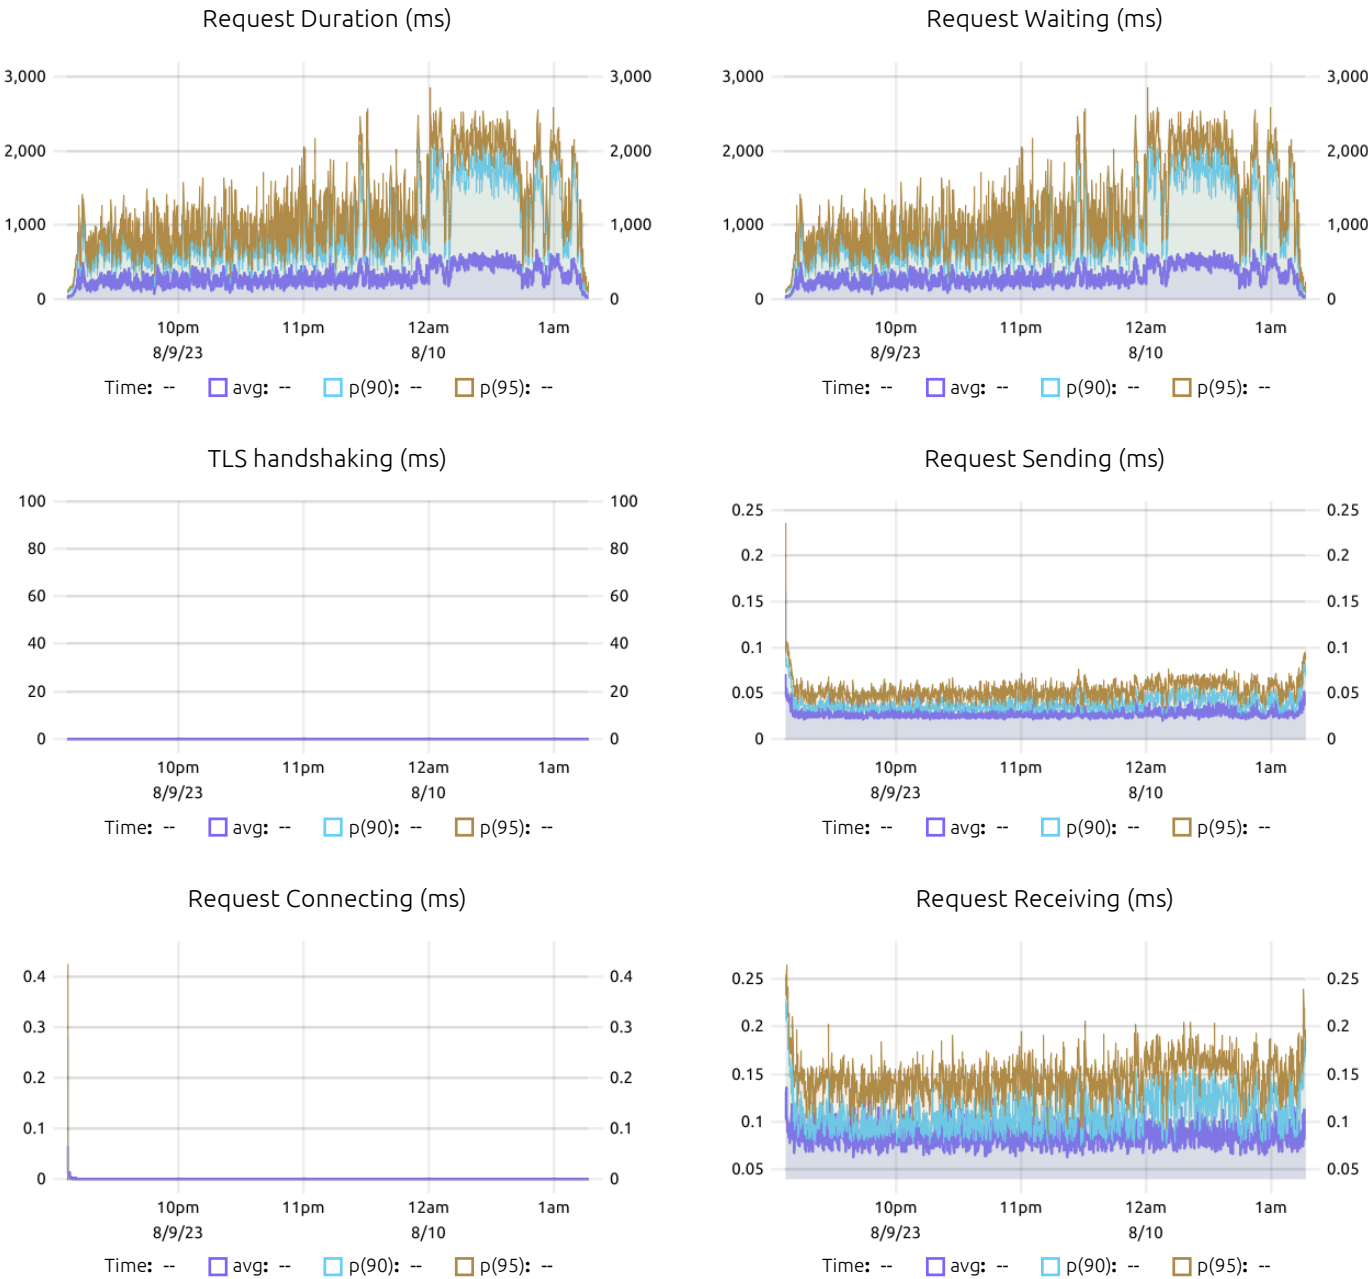 Request Duration (ms)
3,000 3,000
2,000 2,000
1,000 1,000
0 0
10pm 11pm 12am 1am
8/9/23 8/10
Time: -- avg: -- p(90): -- p(95): --
Request Waiting (ms)
3,000 3,000
2,000 2,000
1,000 1,000
0 0
10pm 11pm 12am 1am
8/9/23 8/10
Time: -- avg: -- p(90): -- p(95): --
TLS handshaking (ms)
100 100
80 80
60 60
40 40
20 20
0 0
10pm 11pm 12am 1am
8/9/23 8/10
Time: -- avg: -- p(90): -- p(95): --
Request Sending (ms)
0.25 0.25
0.2 0.2
0.15 0.15
0.1 0.1
0.05 0.05
0 0
10pm 11pm 12am 1am
8/9/23 8/10
Time: -- avg: -- p(90): -- p(95): --
Request Connecting (ms)
0.4 0.4
0.3 0.3
0.2 0.2
0.1 0.1
0 0
10pm 11pm 12am 1am
8/9/23 8/10
Time: -- avg: -- p(90): -- p(95): --
Request Receiving (ms)
0.25 0.25
0.2 0.2
0.15 0.15
0.1 0.1
0.05 0.05
10pm 11pm 12am 1am
8/9/23 8/10
Time: -- avg: -- p(90): -- p(95): --